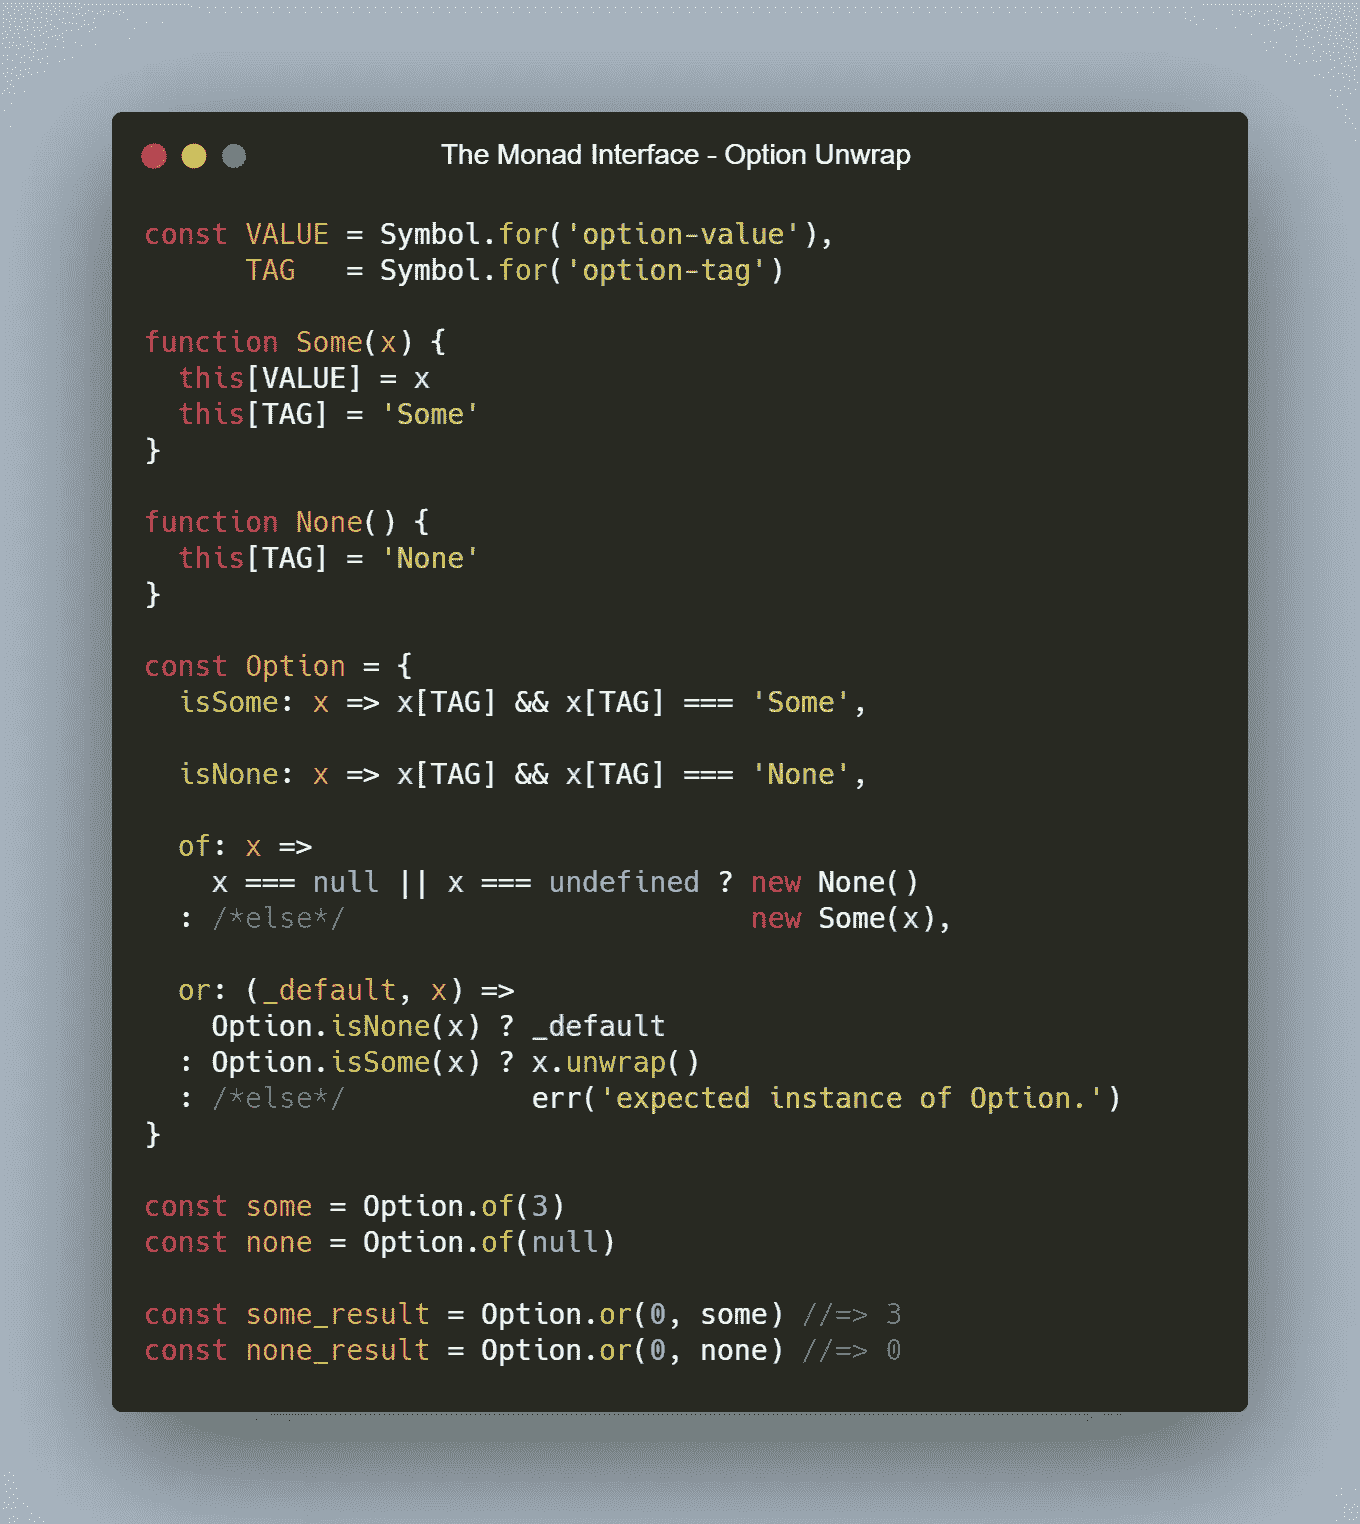 The Monad Interface - Option Unwrap
const VALUE = Symbol.for('option-value'),
      TAG   = Symbol.for('option-tag')
function Some(x) {
  this[VALUE] = x
  this[TAG] = 'Some'
}
function None() {
  this[TAG] = 'None'
}
const Option = {
  isSome: x => x[TAG] && x[TAG] === 'Some',
  isNone: x => x[TAG] && x[TAG] === 'None',
  of: x =>
    x === null || x === undefined ? new None()
  : /*else*/                        new Some(x),
  or: (_default, x) =>
    Option.isNone(x) ? _default
  : Option.isSome(x) ? x.unwrap()
  : /*else*/           err('expected instance of Option.')
}
const some = Option.of(3)
const none = Option.of(null)
const some_result = Option.or(0, some) //=> 3
const none_result = Option.or(0, none) //=> 0